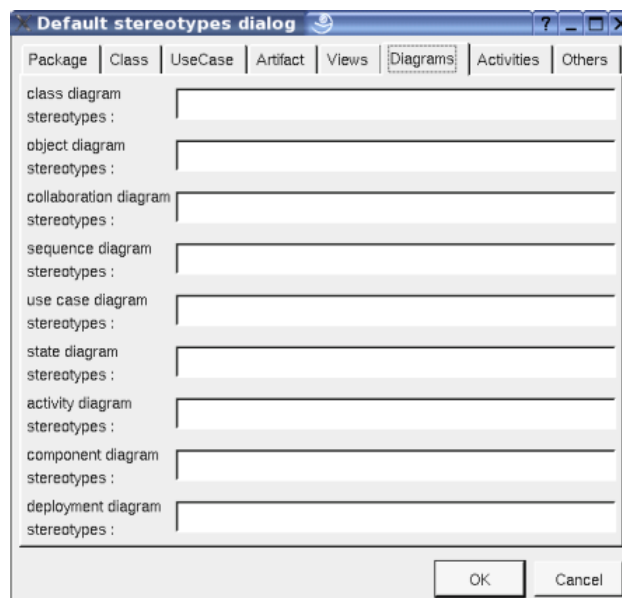 Default stereotypes dialog
? _ □ X
Package Class UseCase Artifact Views Diagrams Activities Others
class diagram
stereotypes :
object diagram
stereotypes :
collaboration diagram
stereotypes :
sequence diagram
stereotypes :
use case diagram
stereotypes :
state diagram
stereotypes :
activity diagram
stereotypes :
component diagram
stereotypes :
deployment diagram
stereotypes :
OK Cancel